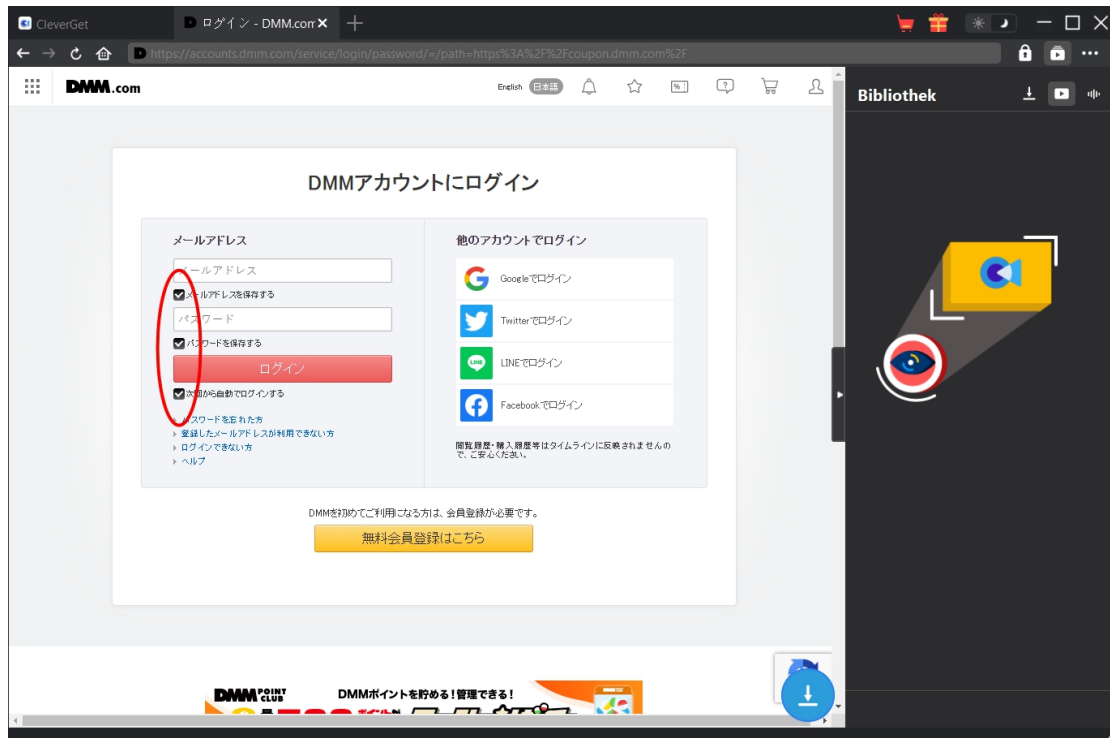 CleverGet
ログイン - DMM.com
https://accounts.dmm.com/service/login/password/=/path=https%3A%2F%2Fcoupon.dmm.com%2F
DMM.com
English 日本語
Bibliothek
DMMアカウントにログイン
メールアドレス
メールアドレス
メールアドレスを保存する
パスワード
パスワードを保存する
ログイン
次回から自動でログインする
パスワードを忘れた方
登録したメールアドレスが利用できない方
ログインできない方
ヘルプ
他のアカウントでログイン
Googleでログイン
Twitterでログイン
LINE
LINEでログイン
Facebookでログイン
閲覧履歴・購入履歴等はタイムラインに反映されませんの
で、ご安心ください。
DMMを初めてご利用になる方は、会員登録が必要です。
無料会員登録はこちら
DMM POINT CLUB
DMMポイントを貯める!管理できる!